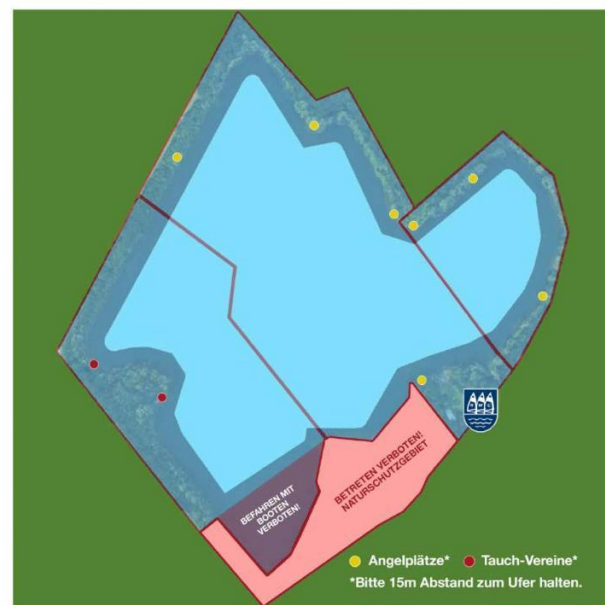 BEFAHREN MIT
BOOTEN
VERBOTEN!
BETRETEN VERBOTEN!
NATURSCHUTZGEBIET
Angelplätze* Tauch-Vereine*
*Bitte 15m Abstand zum Ufer halten.